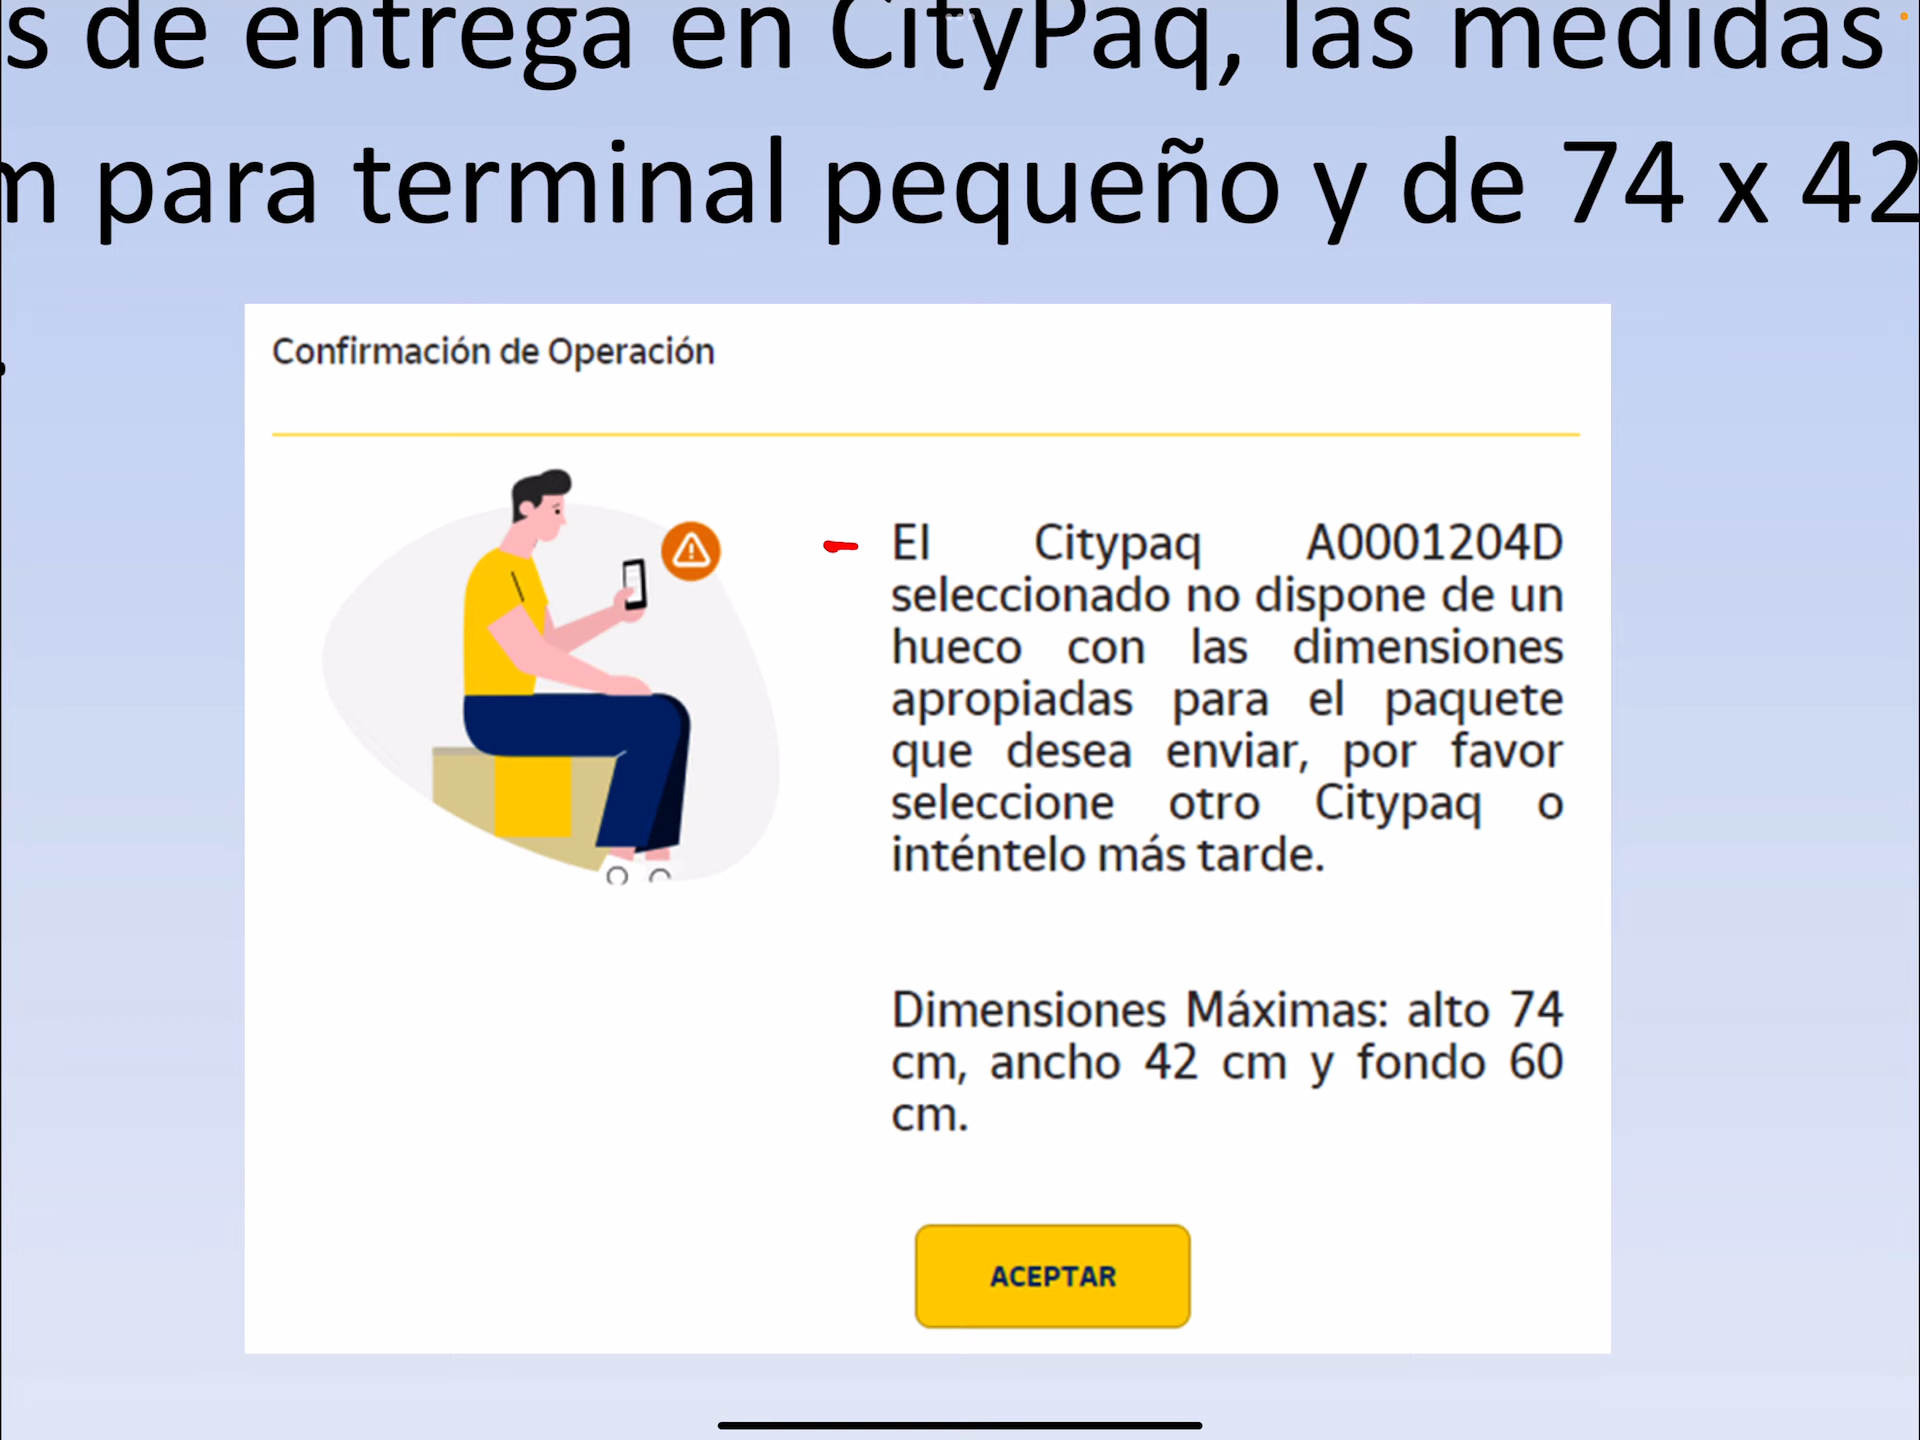 s de entrega en CityPaq, las medidas
m para terminal pequeño y de 74 x 42
.
Confirmación de Operación
El Citypaq A0001204D
seleccionado no dispone de un
hueco con las dimensiones
apropiadas para el paquete
que desea enviar, por favor
seleccione otro Citypaq o
inténtelo más tarde.
Dimensiones Máximas: alto 74
cm, ancho 42 cm y fondo 60
cm.
ACEPTAR